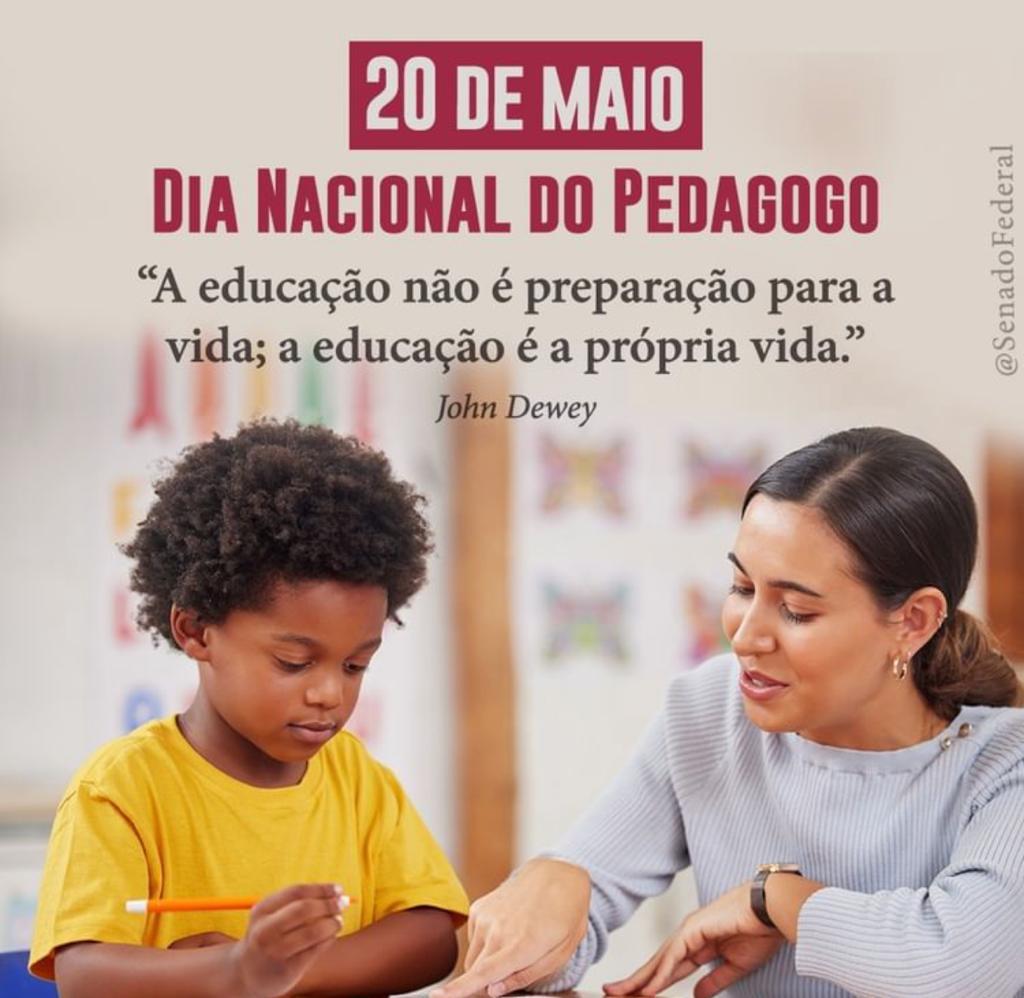 20 DE MAIO
DIA NACIONAL DO PEDAGOGO
“A educação não é preparação para a
vida; a educação é a própria vida.”
John Dewey
@SenadoFederal